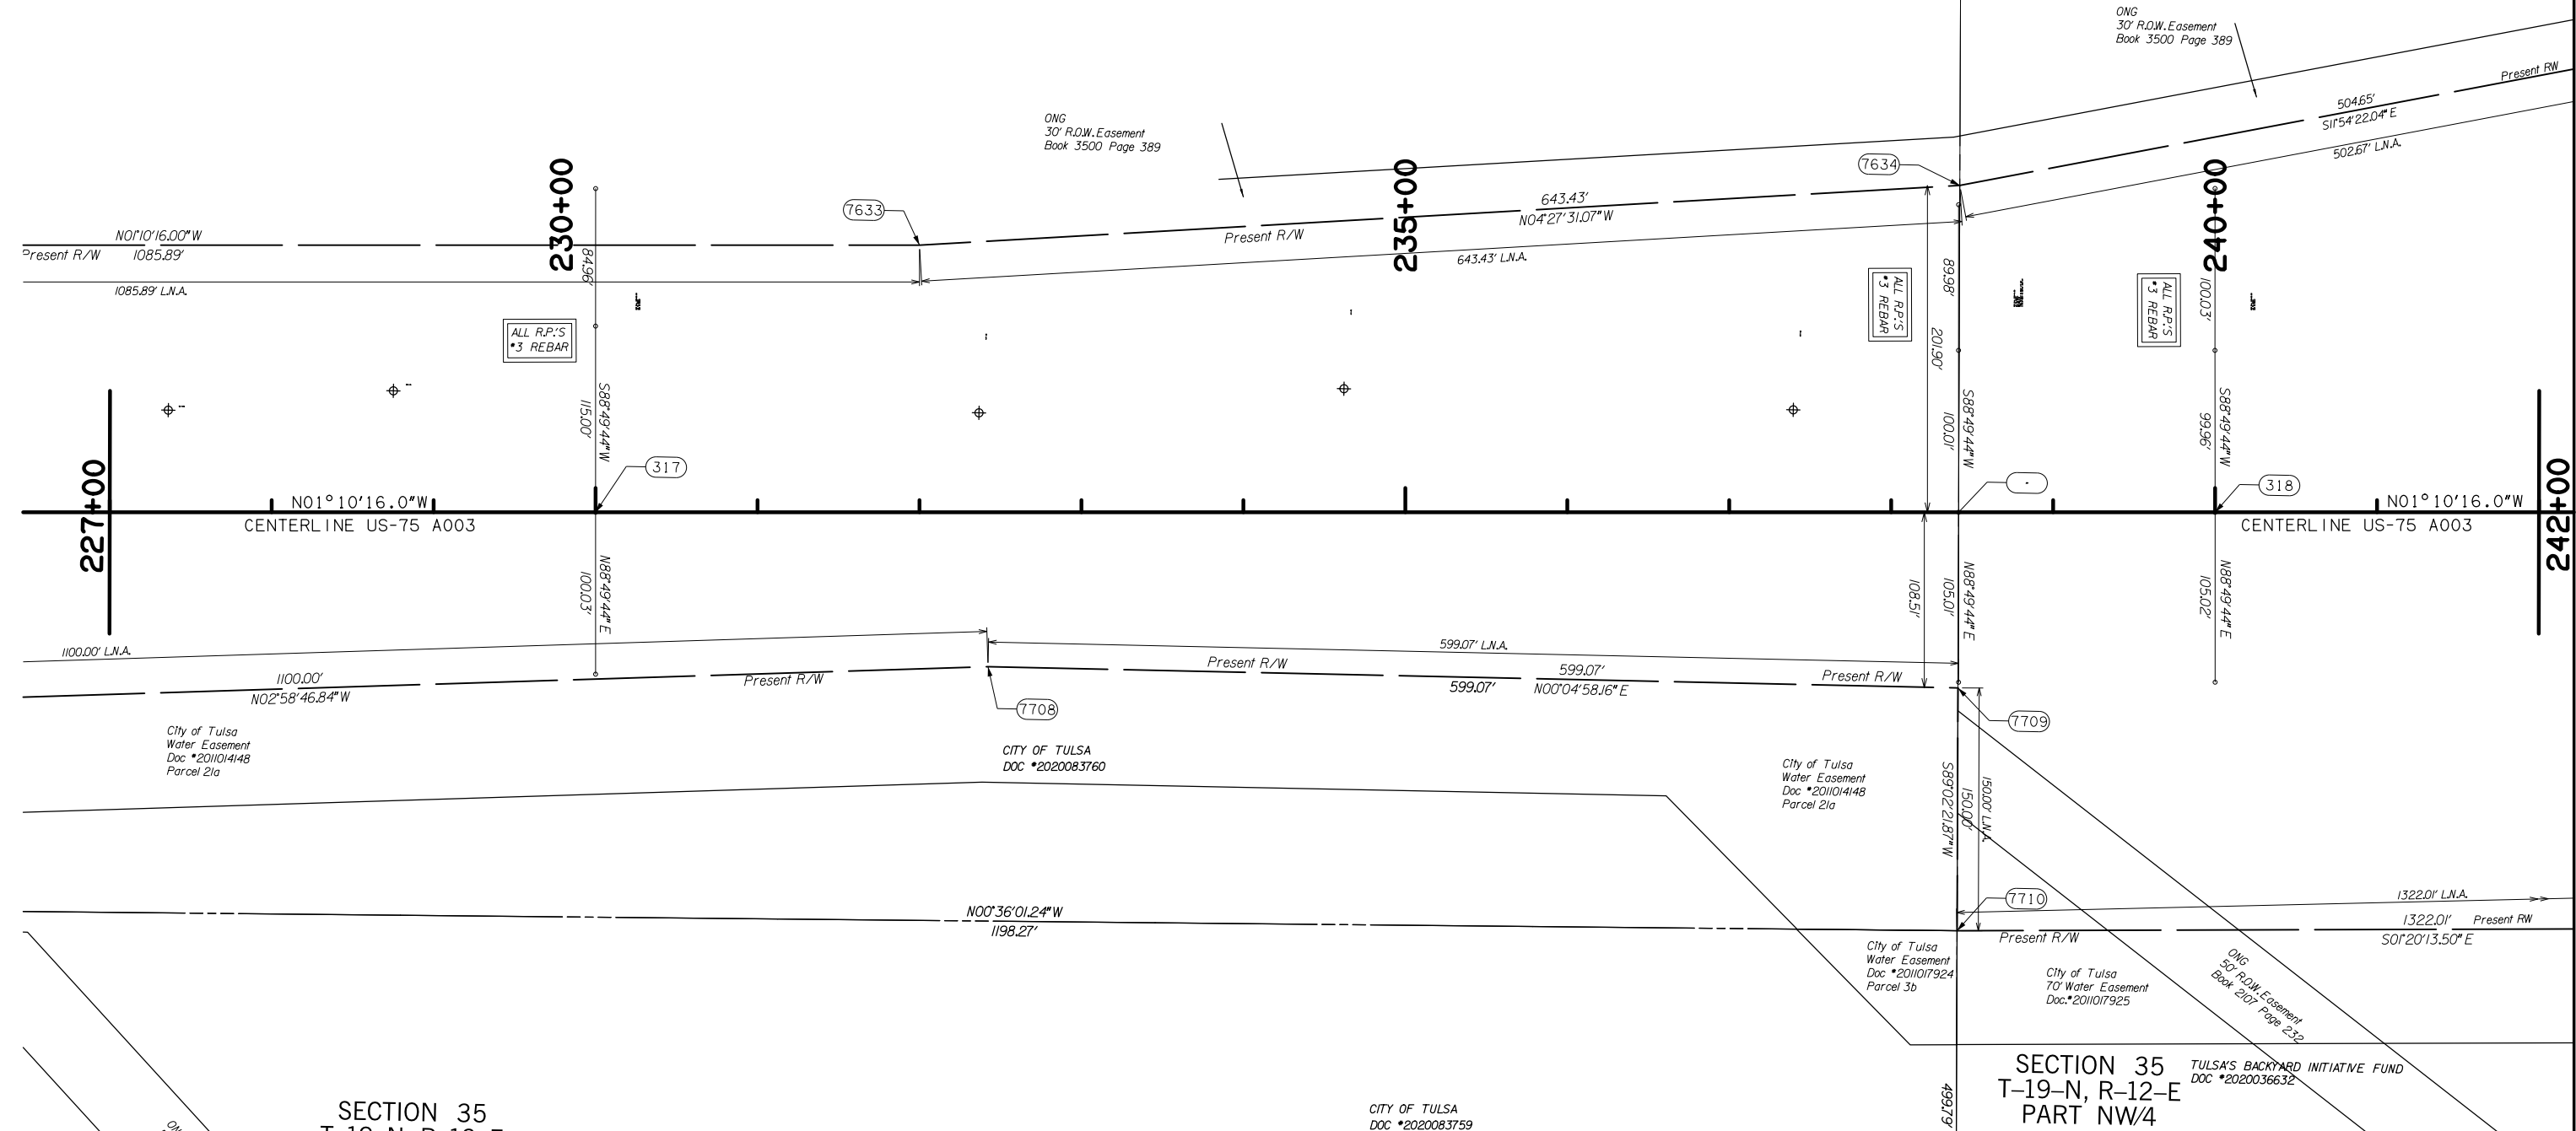 ONG
30' R.O.W. Easement
Book 3500 Page 389
Present RW
504.65'
S11°54'22.04" E
502.67' L.N.A.
ONG
30' R.O.W. Easement
Book 3500 Page 389
7634
230+00
235+00
240+00
7633
643.43'
N04°27'31.07" W
Present R/W
643.43' L.N.A.
N01°10'16.00" W
Present R/W
1085.89'
1085.89' L.N.A.
84.96'
89.98'
100.03'
ALL R.P.'S
#3 REBAR
ALL R.P.'S
#3 REBAR
ALL R.P.'S
#3 REBAR
201.90'
S88°49'44" W
115.00'
S88°49'44" W
100.01'
S88°49'44" W
99.96'
317
318
227+00
N01°10'16.0" W
CENTERLINE US-75 A003
N01°10'16.0" W
CENTERLINE US-75 A003
242+00
N88°49'44" E
100.03'
108.51'
N88°49'44" E
105.01'
N88°49'44" E
105.02'
1100.00' L.N.A.
1100.00'
N02°58'46.84" W
Present R/W
599.07' L.N.A.
Present R/W
599.07'
599.07'
N00°04'58.16" E
Present R/W
7708
7709
City of Tulsa
Water Easement
Doc #2011014148
Parcel 21a
CITY OF TULSA
DOC #2020083760
City of Tulsa
Water Easement
Doc #2011014148
Parcel 21a
S89°02'21.87" W
150.00'
150.00' L.N.A.
7710
1322.01' L.N.A.
1322.01'
Present RW
S01°20'13.50" E
Present R/W
N00°36'01.24" W
1198.27'
City of Tulsa
Water Easement
Doc #2011017924
Parcel 3b
City of Tulsa
70' Water Easement
Doc.#2011017925
ONG
50' R.O.W. Easement
Book 2107 Page 232
SECTION 35
T-19-N, R-12-E
PART NW/4
TULSA'S BACKYARD INITIATIVE FUND
DOC #2020036632
499.79'
SECTION 35
CITY OF TULSA
DOC #2020083759